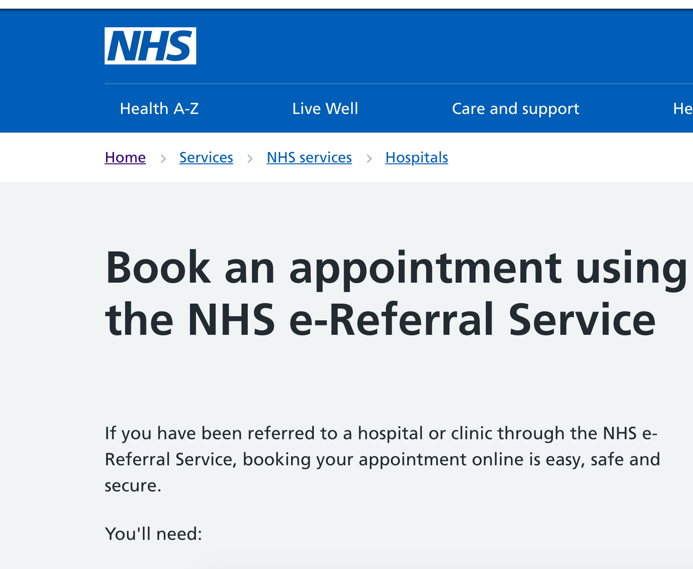 NHS
Health A-Z Live Well Care and support He
Home > Services > NHS services > Hospitals
Book an appointment using
the NHS e-Referral Service
If you have been referred to a hospital or clinic through the NHS e-
Referral Service, booking your appointment online is easy, safe and
secure.
You'll need: